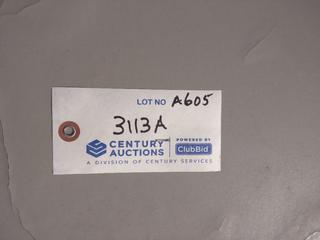 LOT NO A605
3113A
CENTURY AUCTIONS
POWERED BY
ClubBid
A DIVISION OF CENTURY SERVICES